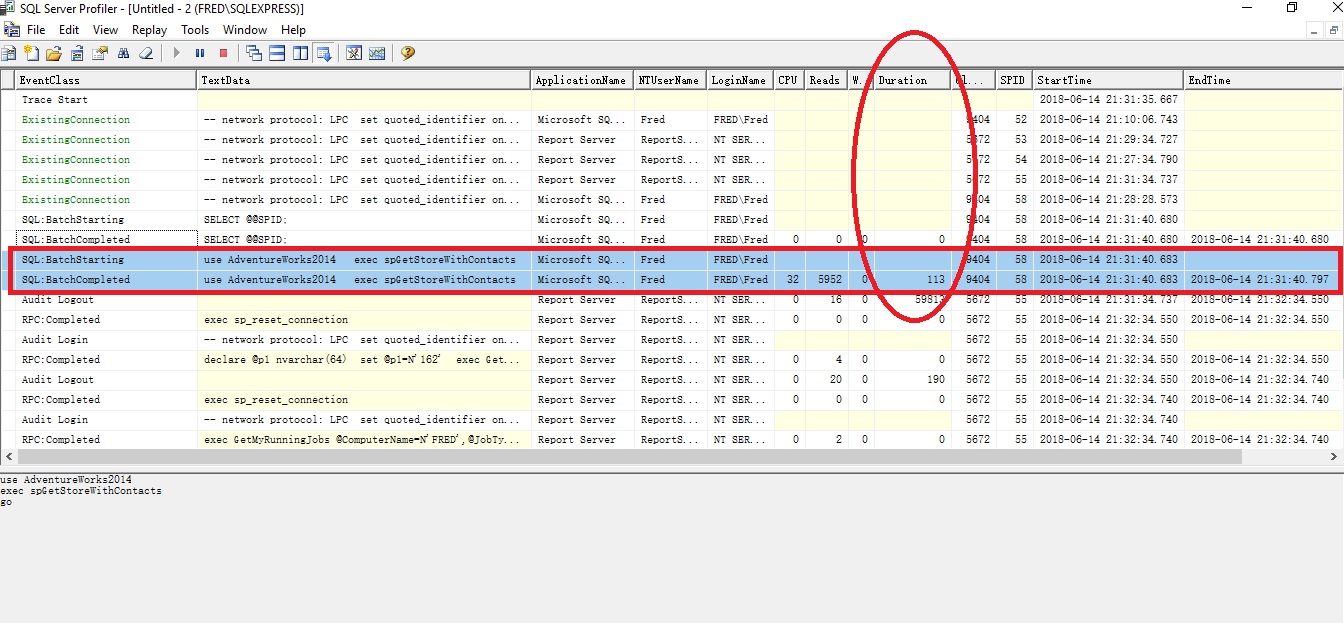 SQL Server Profiler - [Untitled - 2 (FRED\SQLEXPRESS)]
File Edit View Replay Tools Window Help
EventClass TextData ApplicationName NTUserName LoginName CPU Reads W... Duration Cl... SPID StartTime EndTime
Trace Start 2018-06-14 21:31:35.667
ExistingConnection -- network protocol: LPC set quoted_identifier on... Microsoft SQ... Fred FRED\Fred 9404 52 2018-06-14 21:10:06.743
ExistingConnection -- network protocol: LPC set quoted_identifier on... Report Server ReportS... NT SER... 5672 53 2018-06-14 21:29:34.727
ExistingConnection -- network protocol: LPC set quoted_identifier on... Report Server ReportS... NT SER... 5672 54 2018-06-14 21:27:34.790
ExistingConnection -- network protocol: LPC set quoted_identifier on... Report Server ReportS... NT SER... 5672 55 2018-06-14 21:31:34.737
ExistingConnection -- network protocol: LPC set quoted_identifier on... Microsoft SQ... Fred FRED\Fred 9404 58 2018-06-14 21:28:28.573
SQL:BatchStarting SELECT @@SPID; Microsoft SQ... Fred FRED\Fred 9404 58 2018-06-14 21:31:40.680
SQL:BatchCompleted SELECT @@SPID; Microsoft SQ... Fred FRED\Fred 0 0 0 0 9404 58 2018-06-14 21:31:40.680 2018-06-14 21:31:40.680
SQL:BatchStarting use AdventureWorks2014 exec spGetStoreWithContacts Microsoft SQ... Fred FRED\Fred 9404 58 2018-06-14 21:31:40.683
SQL:BatchCompleted use AdventureWorks2014 exec spGetStoreWithContacts Microsoft SQ... Fred FRED\Fred 32 5952 0 113 9404 58 2018-06-14 21:31:40.683 2018-06-14 21:31:40.797
Audit Logout Report Server ReportS... NT SER... 0 16 0 59813 5672 55 2018-06-14 21:31:34.737 2018-06-14 21:32:34.550
RPC:Completed exec sp_reset_connection Report Server ReportS... NT SER... 0 0 0 0 5672 55 2018-06-14 21:32:34.550 2018-06-14 21:32:34.550
Audit Login -- network protocol: LPC set quoted_identifier on... Report Server ReportS... NT SER... 5672 55 2018-06-14 21:32:34.550
RPC:Completed declare @p1 nvarchar(64) set @p1=N'162' exec Get... Report Server ReportS... NT SER... 0 4 0 0 5672 55 2018-06-14 21:32:34.550 2018-06-14 21:32:34.550
Audit Logout Report Server ReportS... NT SER... 0 20 0 190 5672 55 2018-06-14 21:32:34.550 2018-06-14 21:32:34.740
RPC:Completed exec sp_reset_connection Report Server ReportS... NT SER... 0 0 0 0 5672 55 2018-06-14 21:32:34.740 2018-06-14 21:32:34.740
Audit Login -- network protocol: LPC set quoted_identifier on... Report Server ReportS... NT SER... 5672 55 2018-06-14 21:32:34.740
RPC:Completed exec GetMyRunningJobs @ComputerName=N'FRED',@JobTy... Report Server ReportS... NT SER... 0 2 0 0 5672 55 2018-06-14 21:32:34.740 2018-06-14 21:32:34.740
use AdventureWorks2014
exec spGetStoreWithContacts
go